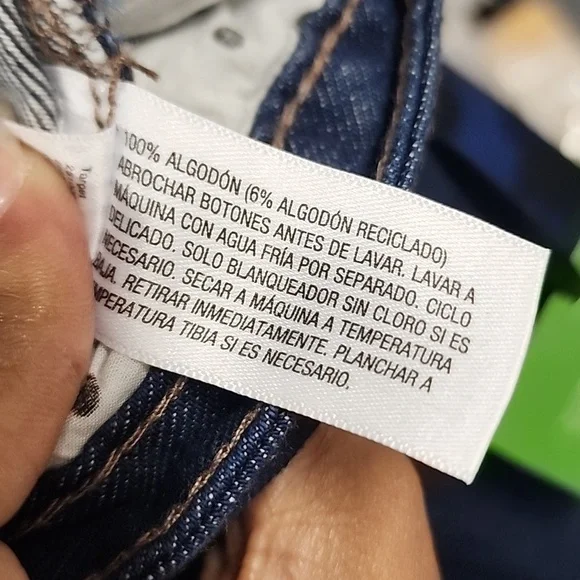 100% ALGODÓN (6% ALGODÓN RECICLADO)
ABROCHAR BOTONES ANTES DE LAVAR. LAVAR A
MÁQUINA CON AGUA FRÍA POR SEPARADO. CICLO
DELICADO. SOLO BLANQUEADOR SIN CLORO SI ES
NECESARIO. SECAR A MÁQUINA A TEMPERATURA
BAJA. RETIRAR INMEDIATAMENTE. PLANCHAR A
TEMPERATURA TIBIA SI ES NECESARIO.